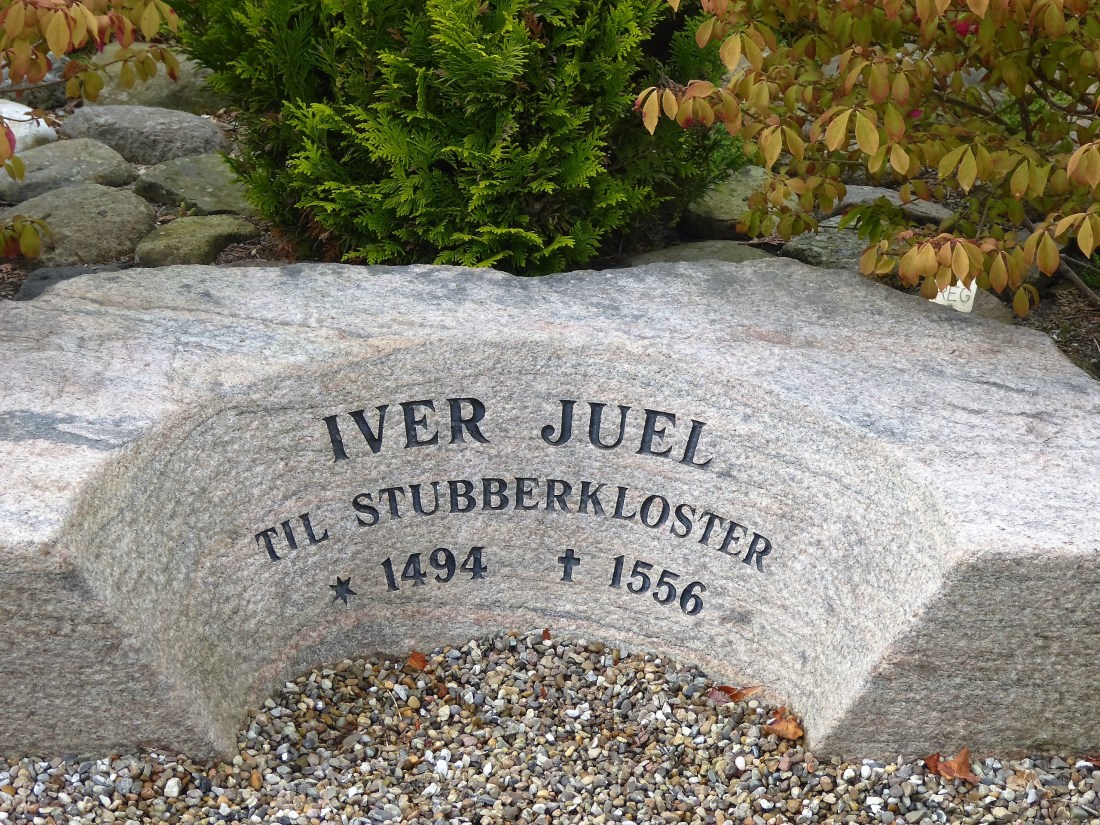 IVER JUEL
TIL STUBBERKLOSTER
* 1494 † 1556